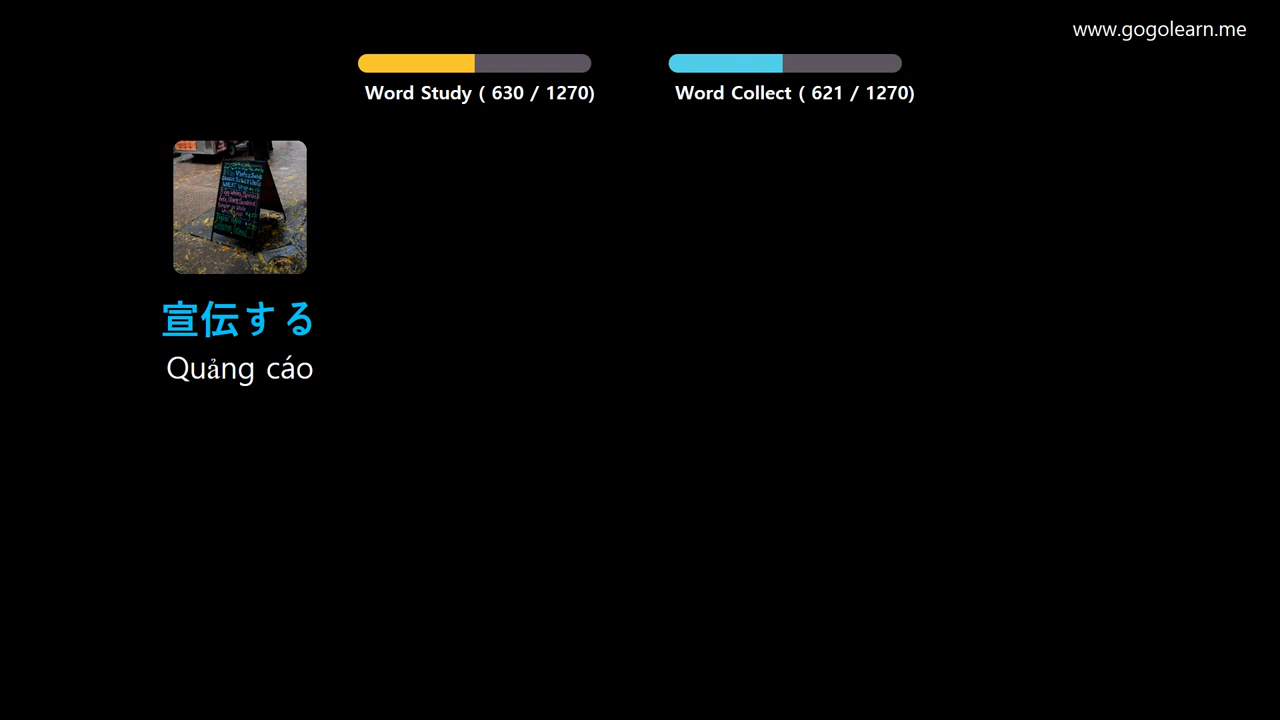 www.gogolearn.me
Word Study ( 630 / 1270)
Word Collect ( 621 / 1270)
宣伝する
Quảng cáo